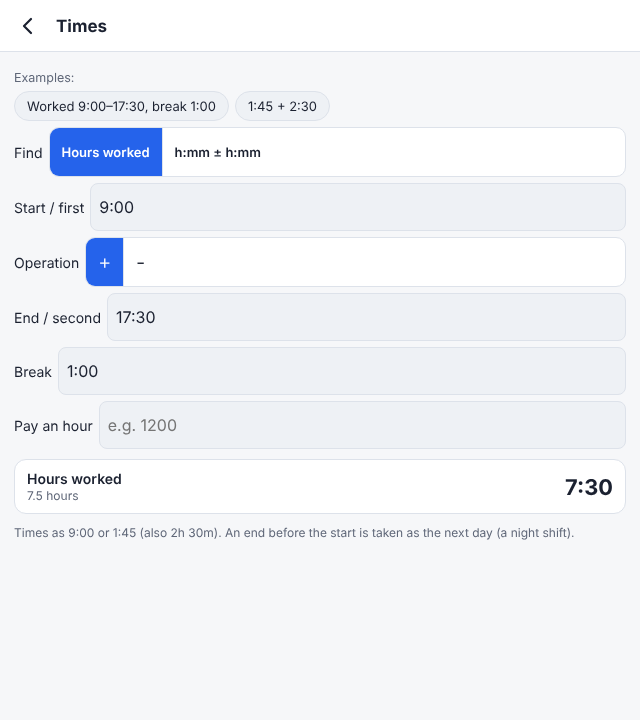 Times
Examples:
Worked 9:00–17:30, break 1:00
1:45 + 2:30
Find
Hours worked
h:mm ± h:mm
Start / first
9:00
Operation
+
−
End / second
17:30
Break
1:00
Pay an hour
e.g. 1200
Hours worked
7.5 hours
7:30
Times as 9:00 or 1:45 (also 2h 30m). An end before the start is taken as the next day (a night shift).